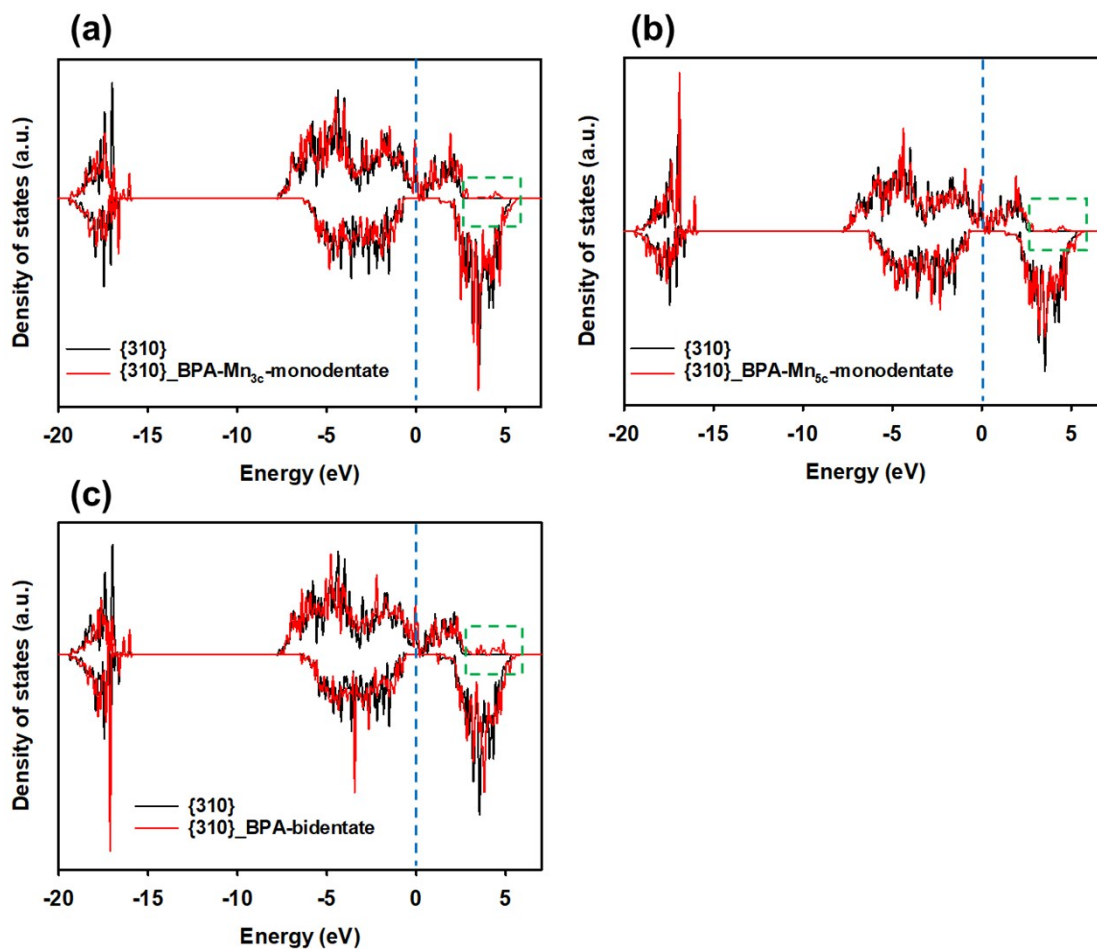 (a)
Density of states (a.u.)
{310}
{310}_BPA-Mn3c-monodentate
-20 -15 -10 -5 0 5
Energy (eV)
(b)
Density of states (a.u.)
{310}
{310}_BPA-Mn5c-monodentate
-20 -15 -10 -5 0 5
Energy (eV)
(c)
Density of states (a.u.)
{310}
{310}_BPA-bidentate
-20 -15 -10 -5 0 5
Energy (eV)